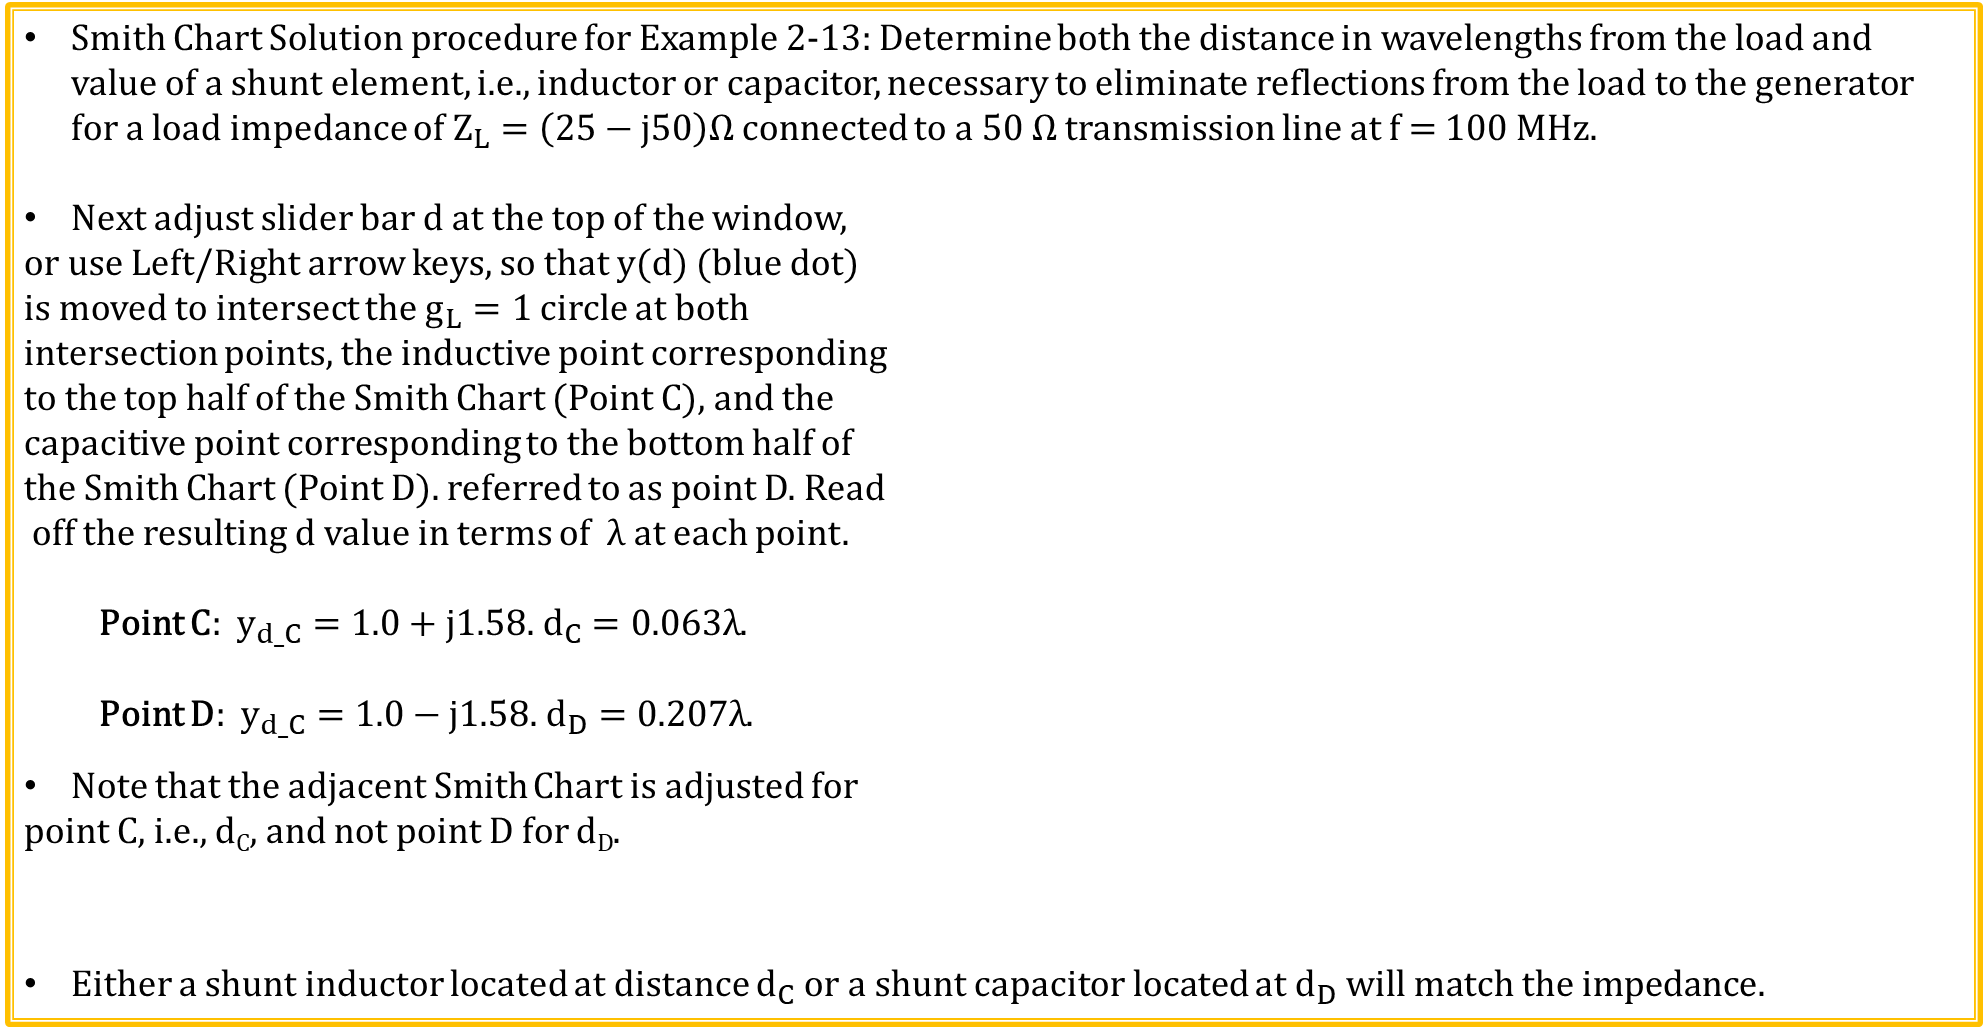 • Smith Chart Solution procedure for Example 2-13: Determine both the distance in wavelengths from the load and
value of a shunt element, i.e., inductor or capacitor, necessary to eliminate reflections from the load to the generator
for a load impedance of Z_L = (25 − j50)Ω connected to a 50 Ω transmission line at f = 100 MHz.
• Next adjust slider bar d at the top of the window,
or use Left/Right arrow keys, so that y(d) (blue dot)
is moved to intersect the g_L = 1 circle at both
intersection points, the inductive point corresponding
to the top half of the Smith Chart (Point C), and the
capacitive point corresponding to the bottom half of
the Smith Chart (Point D). referred to as point D. Read
off the resulting d value in terms of λ at each point.
Point C: y_d_C = 1.0 + j1.58. d_C = 0.063λ.
Point D: y_d_C = 1.0 − j1.58. d_D = 0.207λ.
• Note that the adjacent Smith Chart is adjusted for
point C, i.e., d_C, and not point D for d_D.
• Either a shunt inductor located at distance d_C or a shunt capacitor located at d_D will match the impedance.